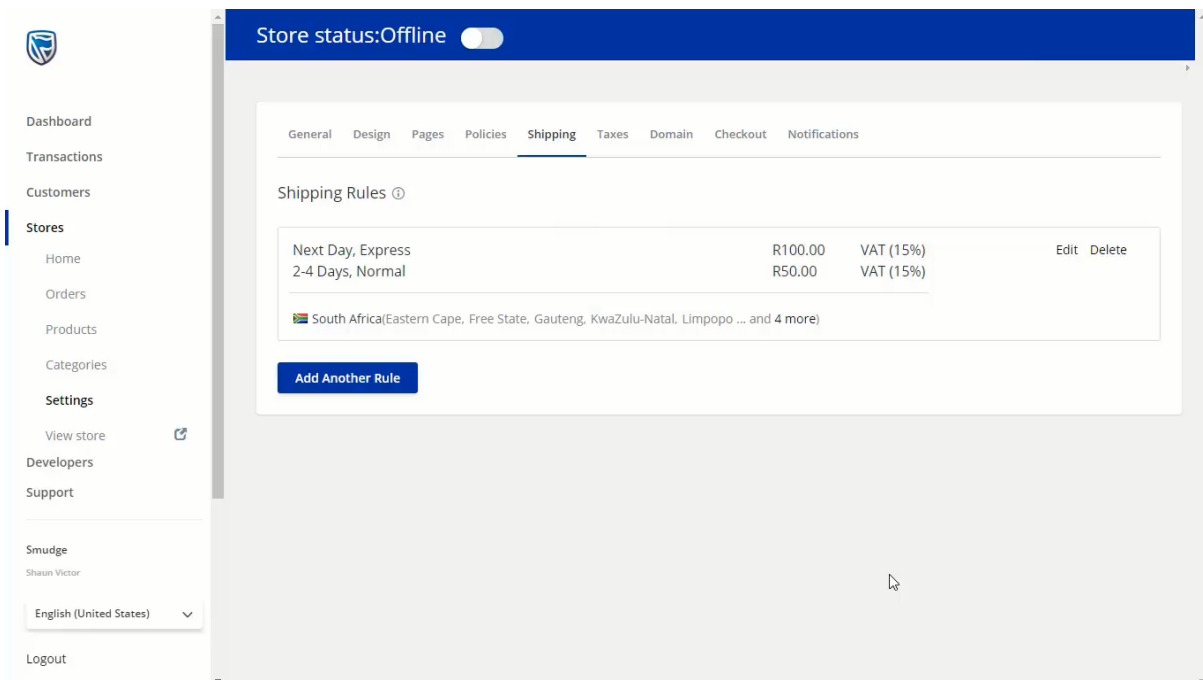 Store status:Offline
Dashboard
Transactions
Customers
Stores
Home
Orders
Products
Categories
Settings
View store
Developers
Support
Smudge
Shaun Victor
English (United States)
Logout
General Design Pages Policies Shipping Taxes Domain Checkout Notifications
Shipping Rules
Next Day, Express R100.00 VAT (15%) Edit Delete
2-4 Days, Normal R50.00 VAT (15%)
South Africa(Eastern Cape, Free State, Gauteng, KwaZulu-Natal, Limpopo ... and 4 more)
Add Another Rule